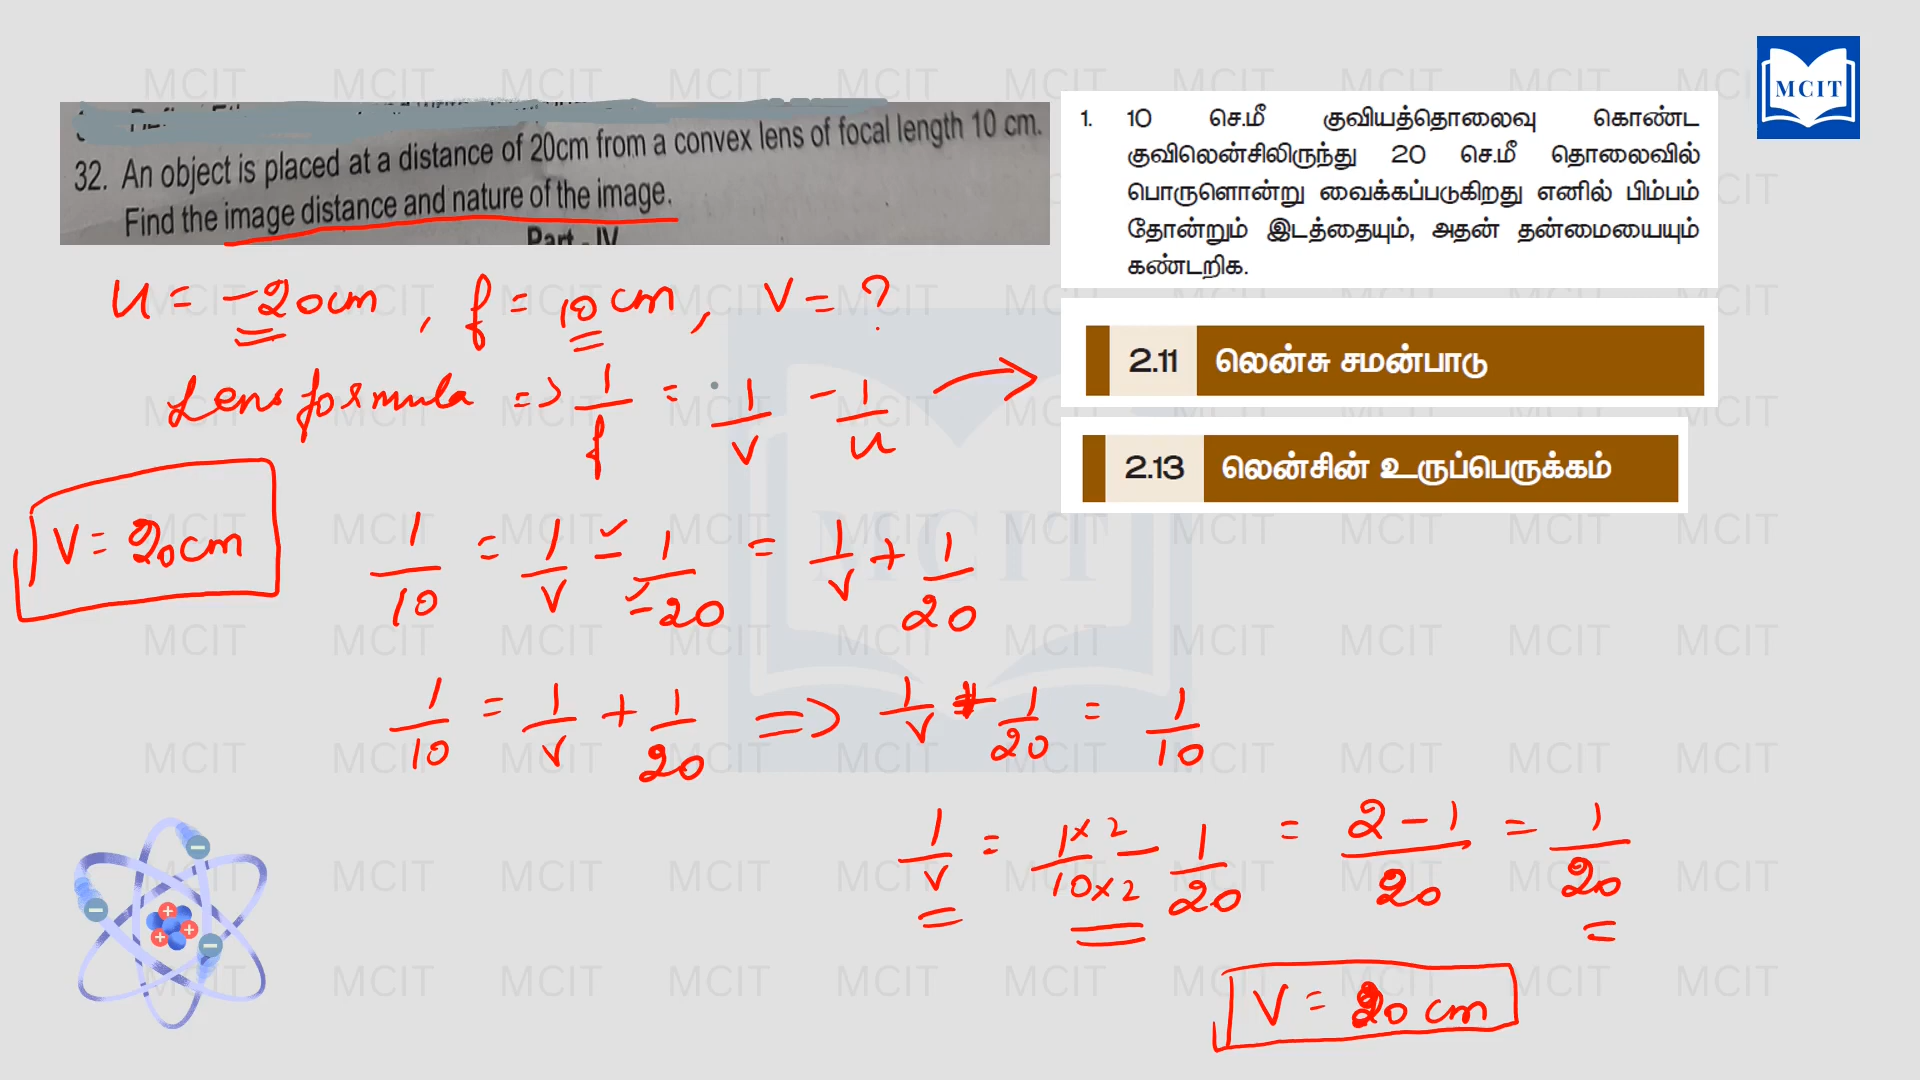 32. An object is placed at a distance of 20cm from a convex lens of focal length 10 cm.
Find the image distance and nature of the image.
Part - IV
1. 10 செ.மீ குவியத்தொலைவு கொண்ட
குவிலென்சிலிருந்து 20 செ.மீ தொலைவில்
பொருளொன்று வைக்கப்படுகிறது எனில் பிம்பம்
தோன்றும் இடத்தையும், அதன் தன்மையையும்
கண்டறிக.
MCIT
2.11 லென்சு சமன்பாடு
2.13 லென்சின் உருப்பெருக்கம்
u = -20cm, f = 10 cm, v = ?
Lens formula => 1/f = 1/v - 1/u
V = 20cm
1/10 = 1/v - 1/-20 = 1/v + 1/20
1/10 = 1/v + 1/20 => 1/v + 1/20 = 1/10
1/v = 1×2/10×2 - 1/20 = 2-1/20 = 1/20
V = 20 cm